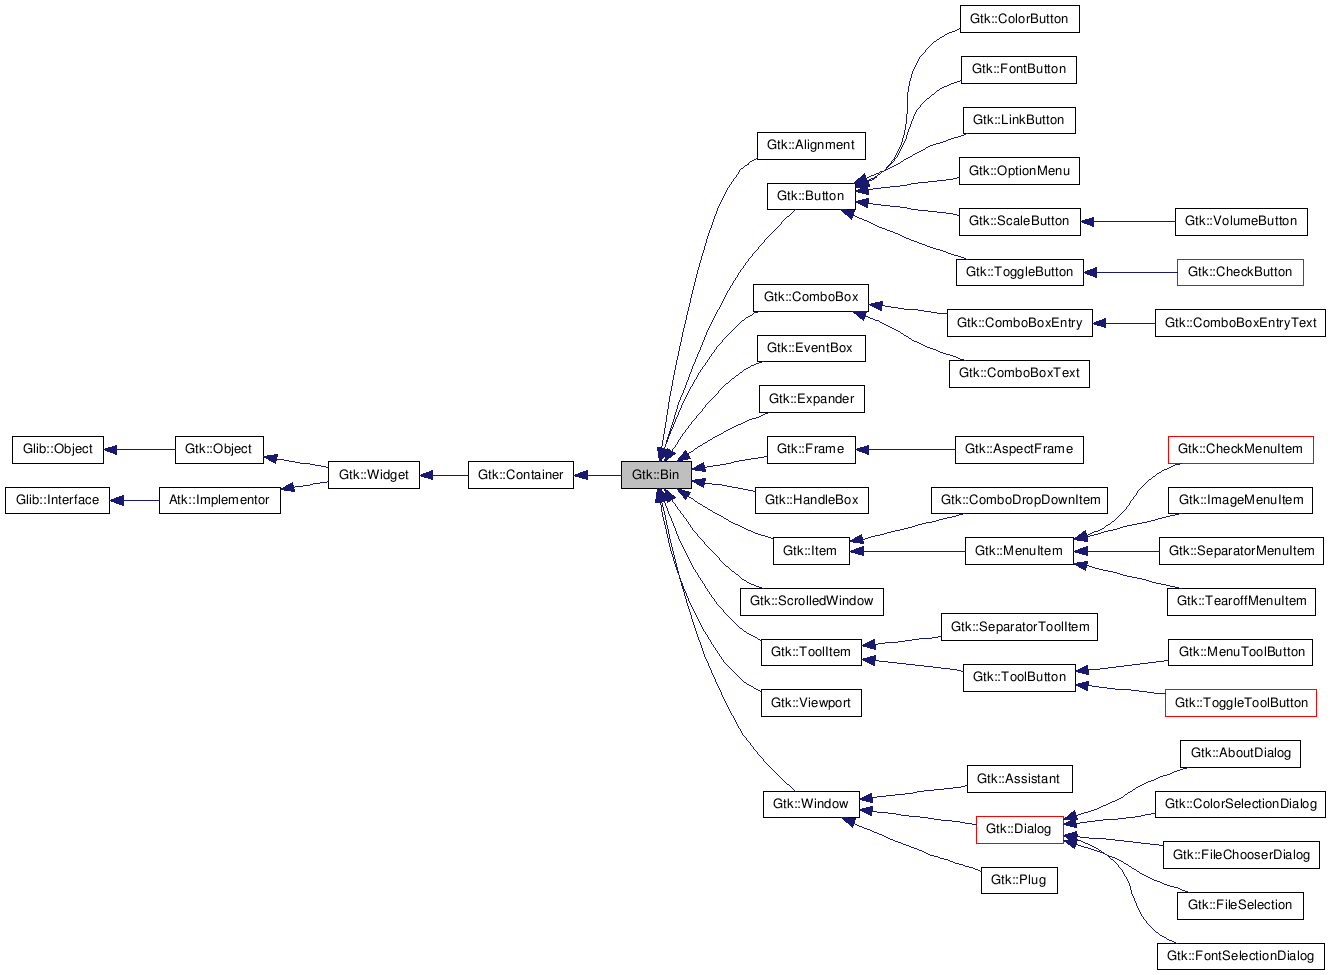 Gtk::ColorButton
Gtk::FontButton
Gtk::LinkButton
Gtk::Alignment
Gtk::OptionMenu
Gtk::Button
Gtk::ScaleButton
Gtk::VolumeButton
Gtk::ToggleButton
Gtk::CheckButton
Gtk::ComboBox
Gtk::ComboBoxEntry
Gtk::ComboBoxEntryText
Gtk::EventBox
Gtk::ComboBoxText
Gtk::Expander
Glib::Object
Gtk::Object
Gtk::Frame
Gtk::AspectFrame
Gtk::CheckMenuItem
Gtk::Widget
Gtk::Container
Gtk::Bin
Glib::Interface
Atk::Implementor
Gtk::HandleBox
Gtk::ComboDropDownItem
Gtk::ImageMenuItem
Gtk::Item
Gtk::MenuItem
Gtk::SeparatorMenuItem
Gtk::ScrolledWindow
Gtk::TearoffMenuItem
Gtk::SeparatorToolItem
Gtk::ToolItem
Gtk::MenuToolButton
Gtk::ToolButton
Gtk::Viewport
Gtk::ToggleToolButton
Gtk::AboutDialog
Gtk::Assistant
Gtk::Window
Gtk::ColorSelectionDialog
Gtk::Dialog
Gtk::FileChooserDialog
Gtk::Plug
Gtk::FileSelection
Gtk::FontSelectionDialog